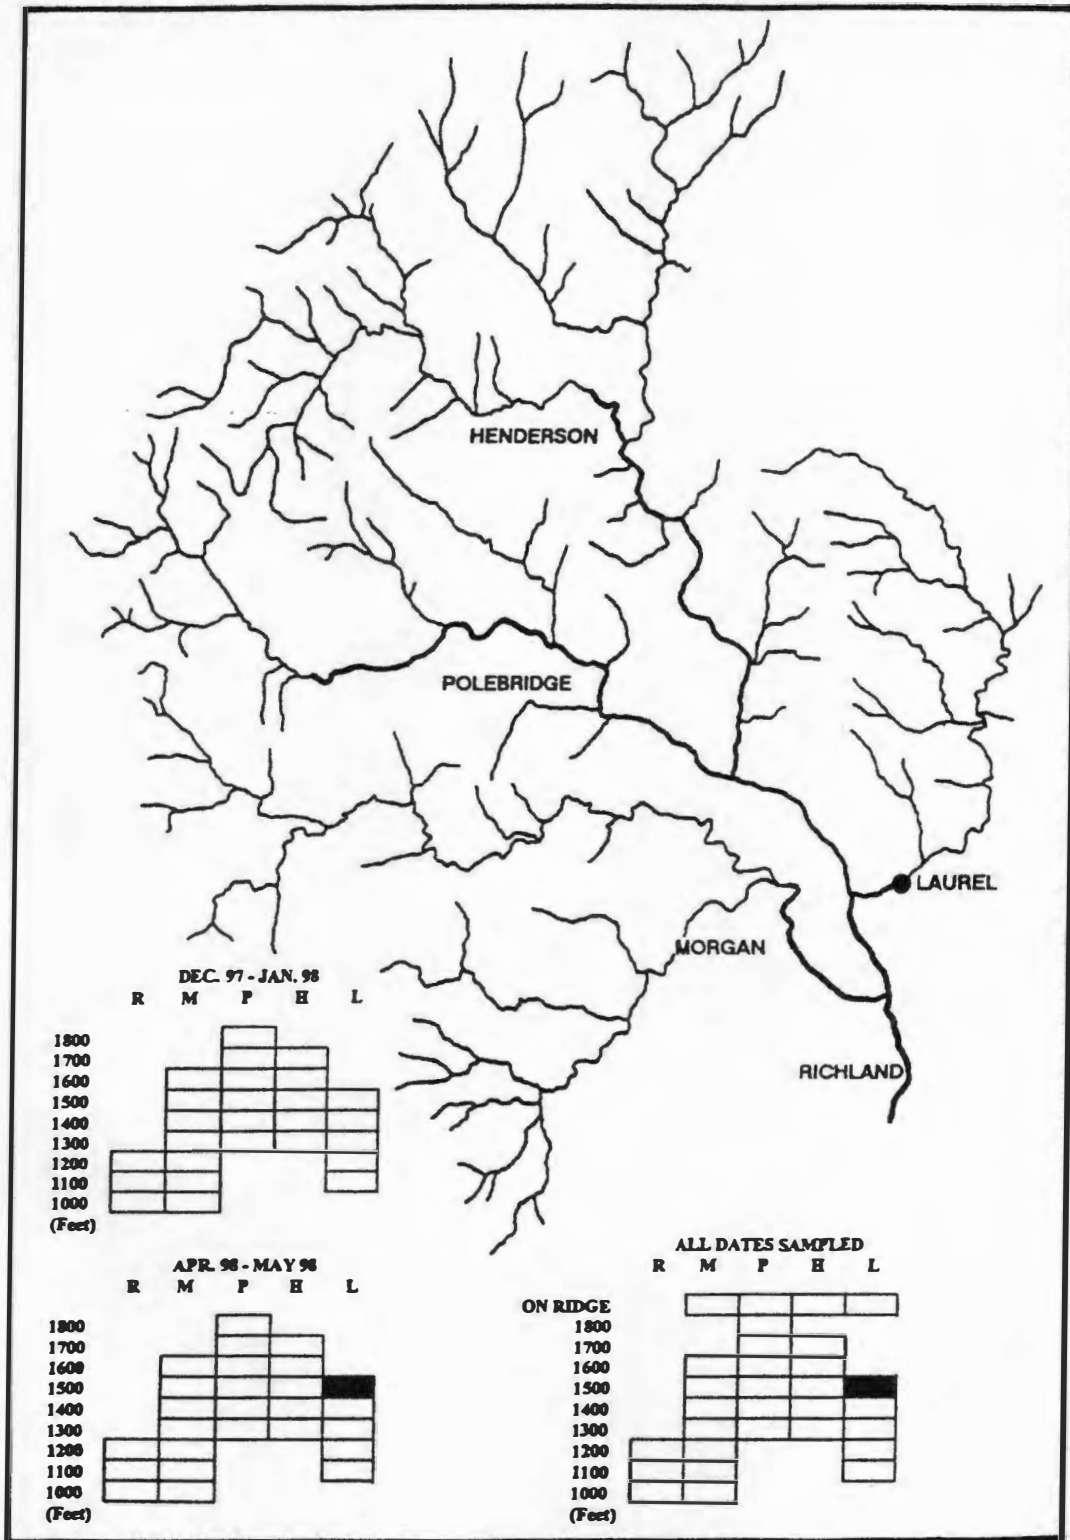 HENDERSON
POLEBRIDGE
LAUREL
MORGAN
RICHLAND
DEC. 97 - JAN. 98
R M P H L
1800
1700
1600
1500
1400
1300
1200
1100
1000
(Feet)
APR. 98 - MAY 98
R M P H L
1800
1700
1600
1500
1400
1300
1200
1100
1000
(Feet)
ALL DATES SAMPLED
R M P H L
ON RIDGE
1800
1700
1600
1500
1400
1300
1200
1100
1000
(Feet)